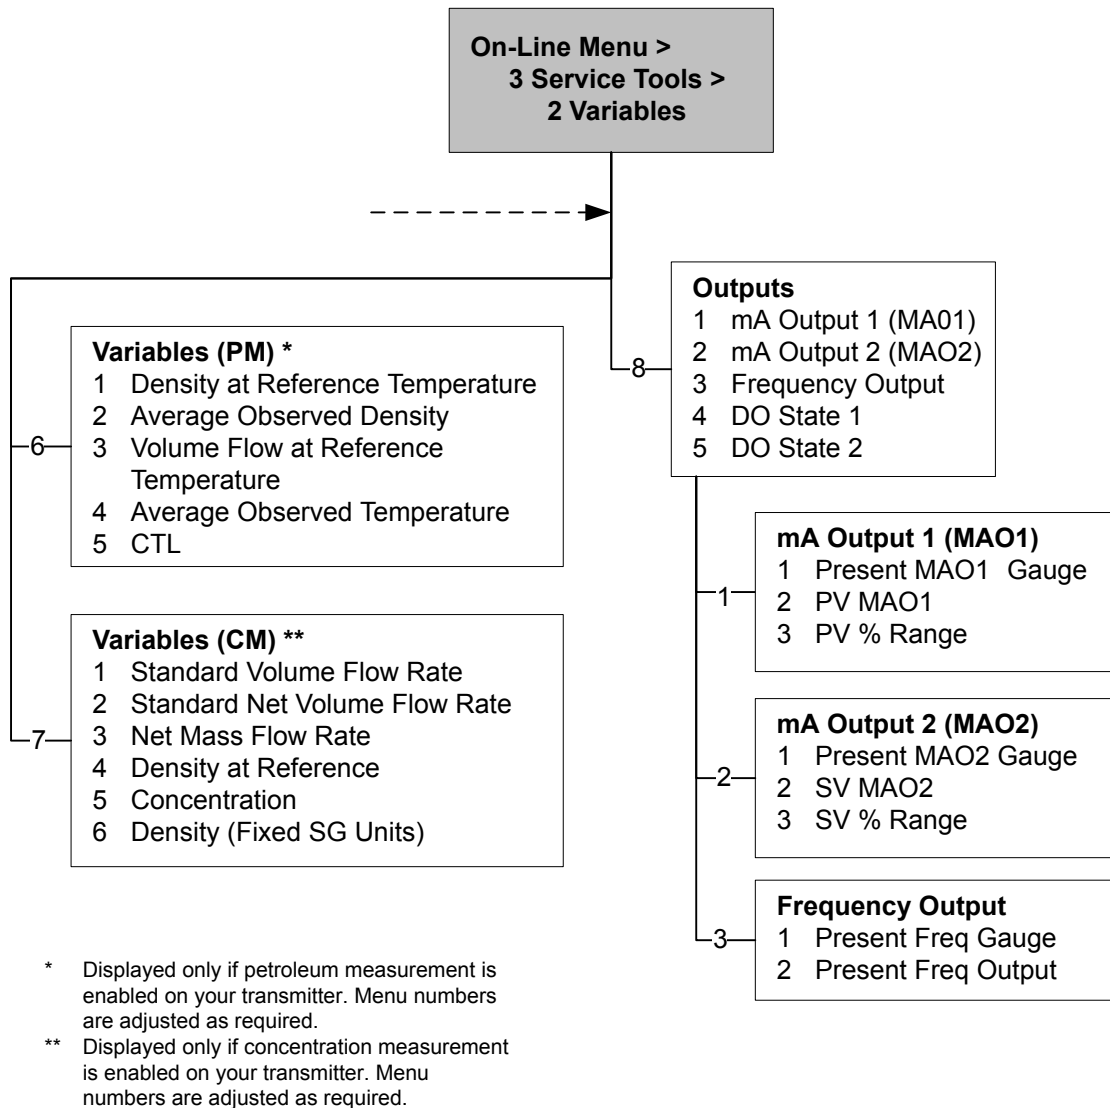 On-Line Menu >
3 Service Tools >
2 Variables
6
Variables (PM) *
1 Density at Reference Temperature
2 Average Observed Density
3 Volume Flow at Reference
Temperature
4 Average Observed Temperature
5 CTL
7
Variables (CM) **
1 Standard Volume Flow Rate
2 Standard Net Volume Flow Rate
3 Net Mass Flow Rate
4 Density at Reference
5 Concentration
6 Density (Fixed SG Units)
8
Outputs
1 mA Output 1 (MA01)
2 mA Output 2 (MAO2)
3 Frequency Output
4 DO State 1
5 DO State 2
1
mA Output 1 (MAO1)
1 Present MAO1 Gauge
2 PV MAO1
3 PV % Range
2
mA Output 2 (MAO2)
1 Present MAO2 Gauge
2 SV MAO2
3 SV % Range
3
Frequency Output
1 Present Freq Gauge
2 Present Freq Output
* Displayed only if petroleum measurement is
enabled on your transmitter. Menu numbers
are adjusted as required.
** Displayed only if concentration measurement
is enabled on your transmitter. Menu
numbers are adjusted as required.